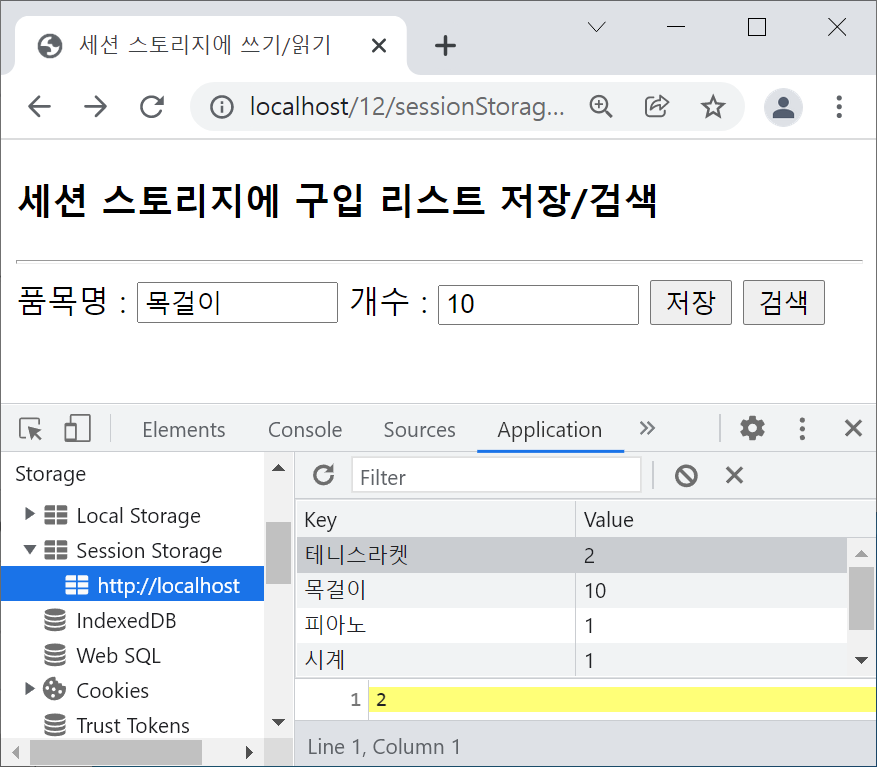 세션 스토리지에 쓰기/읽기
localhost/12/sessionStorag...
세션 스토리지에 구입 리스트 저장/검색
품목명 : 목걸이 개수 : 10 저장 검색
Elements Console Sources Application
Storage
Filter
Local Storage
Session Storage
http://localhost
IndexedDB
Web SQL
Cookies
Trust Tokens
Key Value
테니스라켓 2
목걸이 10
피아노 1
시계 1
1 2
Line 1, Column 1